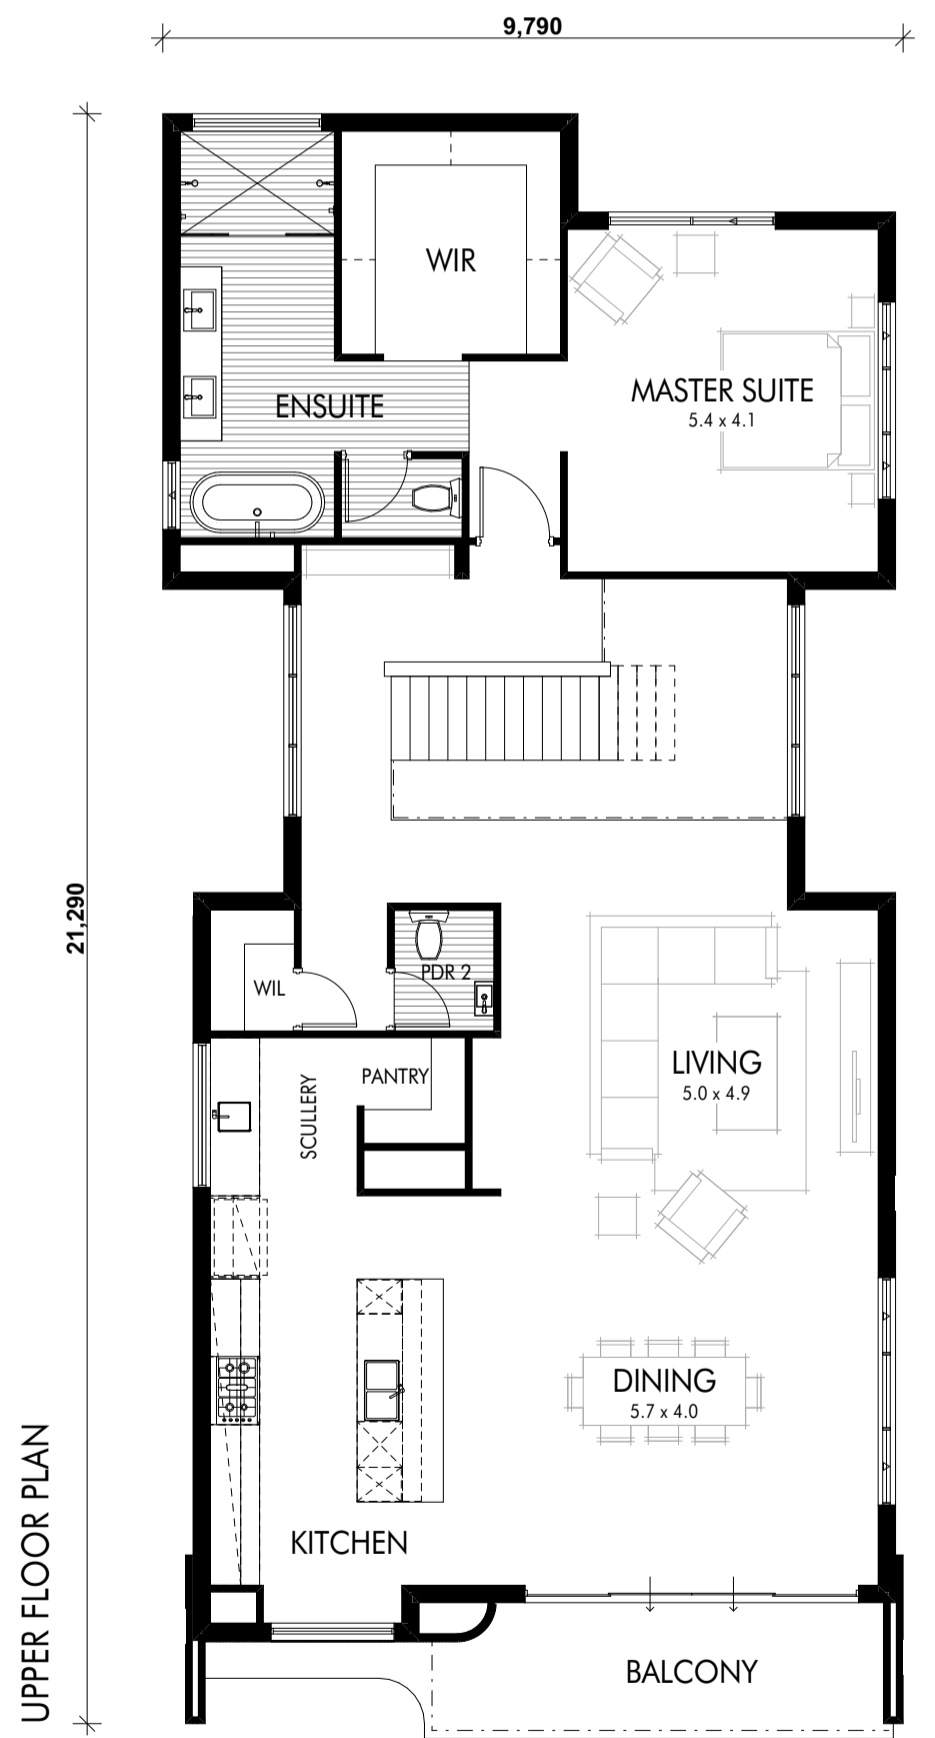 9,790
WIR
MASTER SUITE
5.4 x 4.1
ENSUITE
21,290
PDR 2
WIL
LIVING
5.0 x 4.9
PANTRY
SCULLERY
DINING
5.7 x 4.0
KITCHEN
BALCONY
UPPER FLOOR PLAN